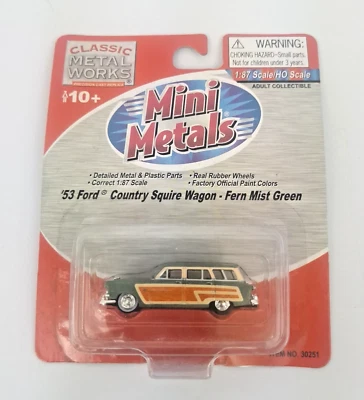 CLASSIC
METAL
WORKS®
10+
WARNING:
CHOKING HAZARD-Small parts.
Not for children under 3 years.
1:87 Scale/HO Scale
ADULT COLLECTIBLE
Mini
Metals®
• Detailed Metal & Plastic Parts • Real Rubber Wheels
• Correct 1:87 Scale • Factory Official Paint Colors
'53 Ford® Country Squire Wagon - Fern Mist Green
ITEM NO. 30251